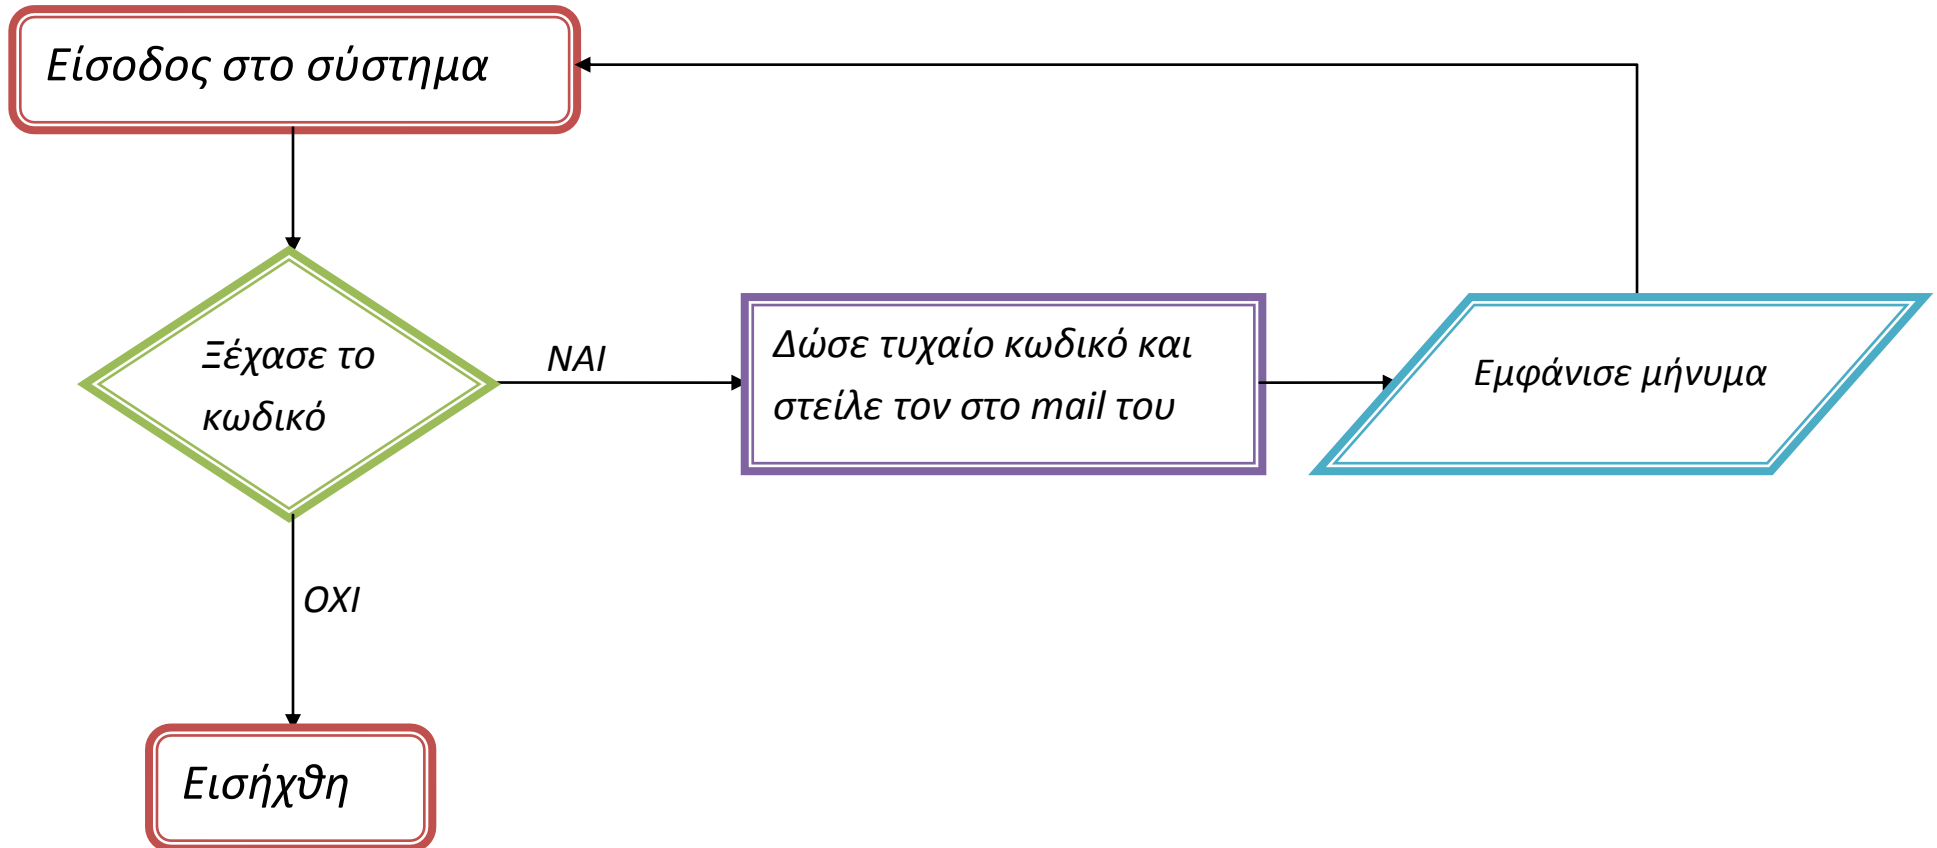 Είσοδος στο σύστημα
Ξέχασε το
κωδικό
ΝΑΙ
Δώσε τυχαίο κωδικό και
στείλε τον στο mail του
Εμφάνισε μήνυμα
ΟΧΙ
Εισήχθη